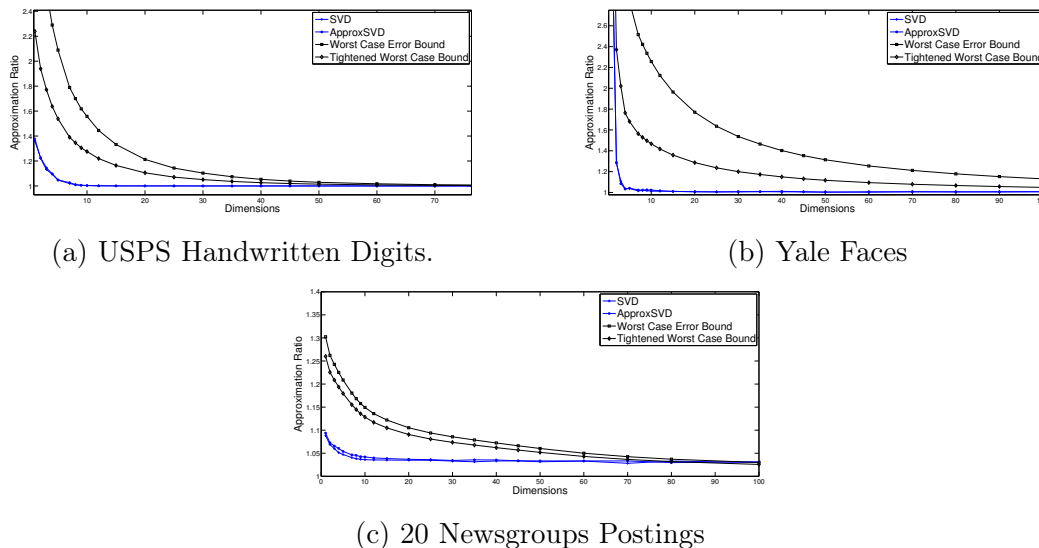 2.4
2.2
2
1.8
1.6
1.4
1.2
1
Approximation Ratio
10 20 30 40 50 60 70
Dimensions
SVD
ApproxSVD
Worst Case Error Bound
Tightened Worst Case Bound
(a) USPS Handwritten Digits.
2.6
2.4
2.2
2
1.8
1.6
1.4
1.2
1
Approximation Ratio
10 20 30 40 50 60 70 80 90 100
Dimensions
SVD
ApproxSVD
Worst Case Error Bound
Tightened Worst Case Bound
(b) Yale Faces
1.4
1.35
1.3
1.25
1.2
1.15
1.1
1.05
1
Approximation Ratio
0 10 20 30 40 50 60 70 80 90 100
Dimensions
SVD
ApproxSVD
Worst Case Error Bound
Tightened Worst Case Bound
(c) 20 Newsgroups Postings